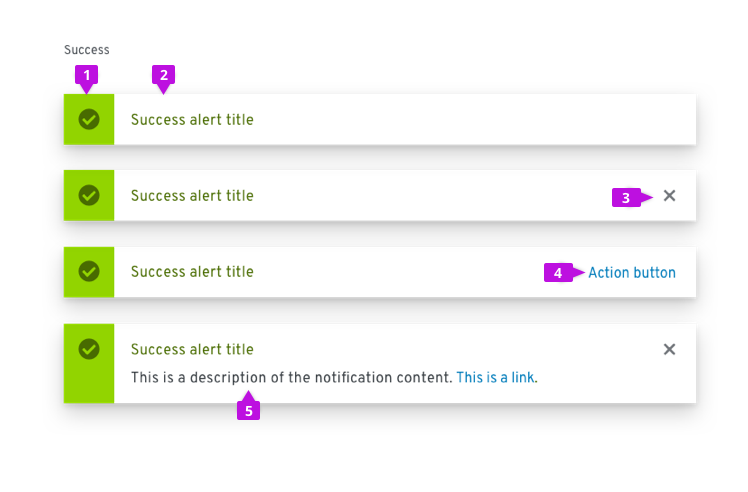 Success
1 2
Success alert title
Success alert title 3
Success alert title 4 Action button
Success alert title
This is a description of the notification content. This is a link.
5